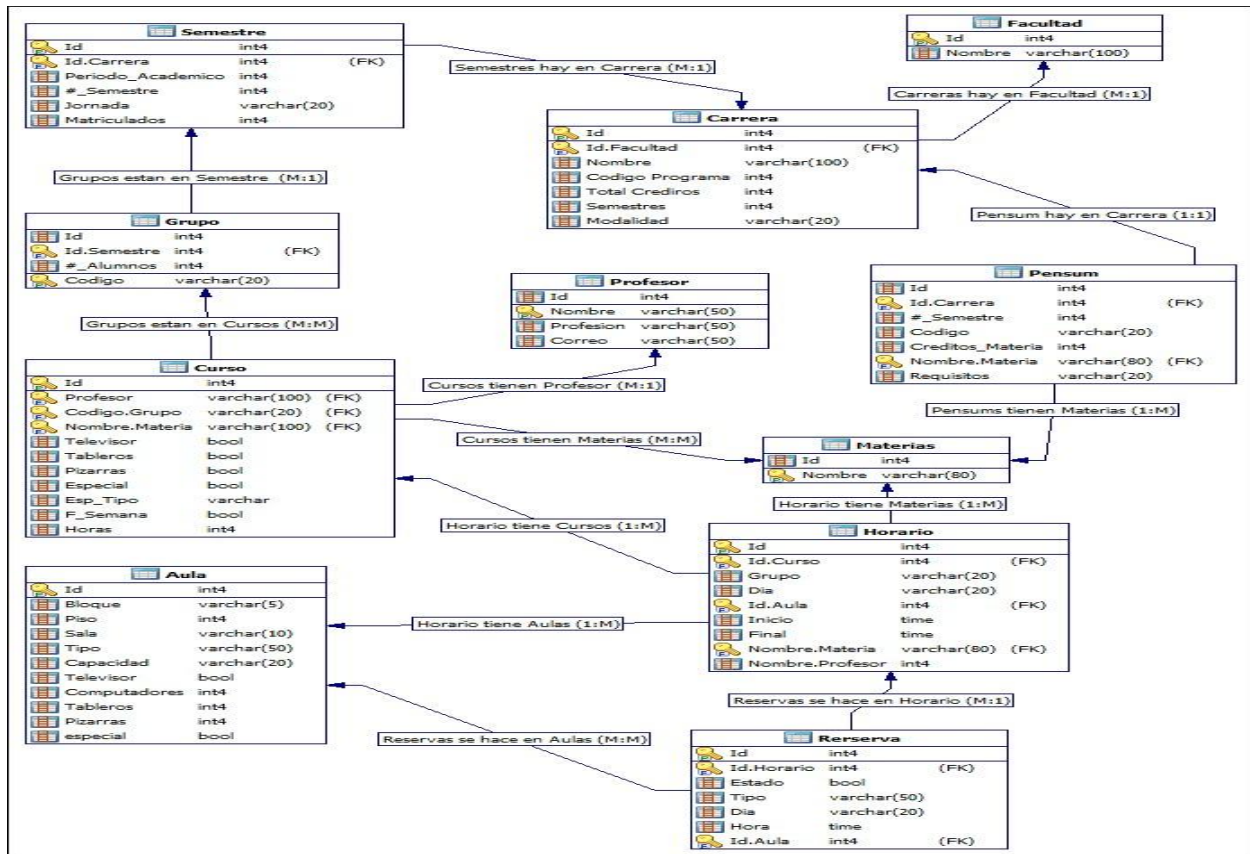 Semestre
Id int4
Id.Carrera int4 (FK)
Periodo_Academico int4
#_Semestre int4
Jornada varchar(20)
Matriculados int4
Semestres hay en Carrera (M:1)
Facultad
Id int4
Nombre varchar(100)
Carreras hay en Facultad (M:1)
Carrera
Id int4
Id.Facultad int4 (FK)
Nombre varchar(100)
Codigo Programa int4
Total Crediros int4
Semestres int4
Modalidad varchar(20)
Grupos estan en Semestre (M:1)
Pensum hay en Carrera (1:1)
Grupo
Id int4
Id.Semestre int4 (FK)
#_Alumnos int4
Codigo varchar(20)
Profesor
Id int4
Nombre varchar(50)
Profesion varchar(50)
Correo varchar(50)
Pensum
Id int4
Id.Carrera int4 (FK)
#_Semestre int4
Codigo varchar(20)
Creditos_Materia int4
Nombre.Materia varchar(80) (FK)
Requisitos varchar(20)
Grupos estan en Cursos (M:M)
Curso
Id int4
Profesor varchar(100) (FK)
Codigo.Grupo varchar(20) (FK)
Nombre.Materia varchar(100) (FK)
Televisor bool
Tableros bool
Pizarras bool
Especial bool
Esp_Tipo varchar
F_Semana bool
Horas int4
Cursos tienen Profesor (M:1)
Pensums tienen Materias (1:M)
Cursos tienen Materias (M:M)
Materias
Id int4
Nombre varchar(80)
Horario tiene Materias (1:M)
Horario tiene Cursos (1:M)
Horario
Id int4
Id.Curso int4 (FK)
Grupo varchar(20)
Dia varchar(20)
Id.Aula int4 (FK)
Inicio time
Final time
Nombre.Materia varchar(80) (FK)
Nombre.Profesor int4
Aula
Id int4
Bloque varchar(5)
Piso int4
Sala varchar(10)
Tipo varchar(50)
Capacidad varchar(20)
Televisor bool
Computadores int4
Tableros int4
Pizarras int4
especial bool
Horario tiene Aulas (1:M)
Reservas se hace en Horario (M:1)
Reservas se hace en Aulas (M:M)
Rerserva
Id int4
Id.Horario int4 (FK)
Estado bool
Tipo varchar(50)
Dia varchar(20)
Hora time
Id.Aula int4 (FK)